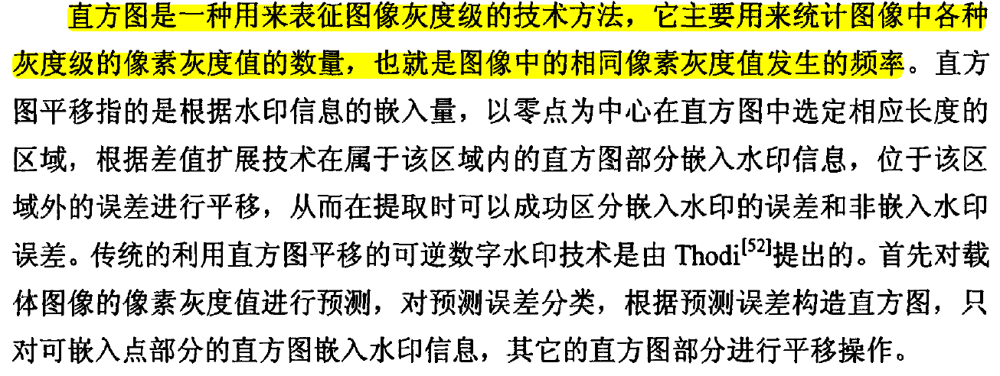 直方图是一种用来表征图像灰度级的技术方法，它主要用来统计图像中各种
灰度级的像素灰度值的数量，也就是图像中的相同像素灰度值发生的频率。直方
图平移指的是根据水印信息的嵌入量，以零点为中心在直方图中选定相应长度的
区域，根据差值扩展技术在属于该区域内的直方图部分嵌入水印信息，位于该区
域外的误差进行平移，从而在提取时可以成功区分嵌入水印的误差和非嵌入水印
误差。传统的利用直方图平移的可逆数字水印技术是由 Thodi[52]提出的。首先对载
体图像的像素灰度值进行预测，对预测误差分类，根据预测误差构造直方图，只
对可嵌入点部分的直方图嵌入水印信息，其它的直方图部分进行平移操作。